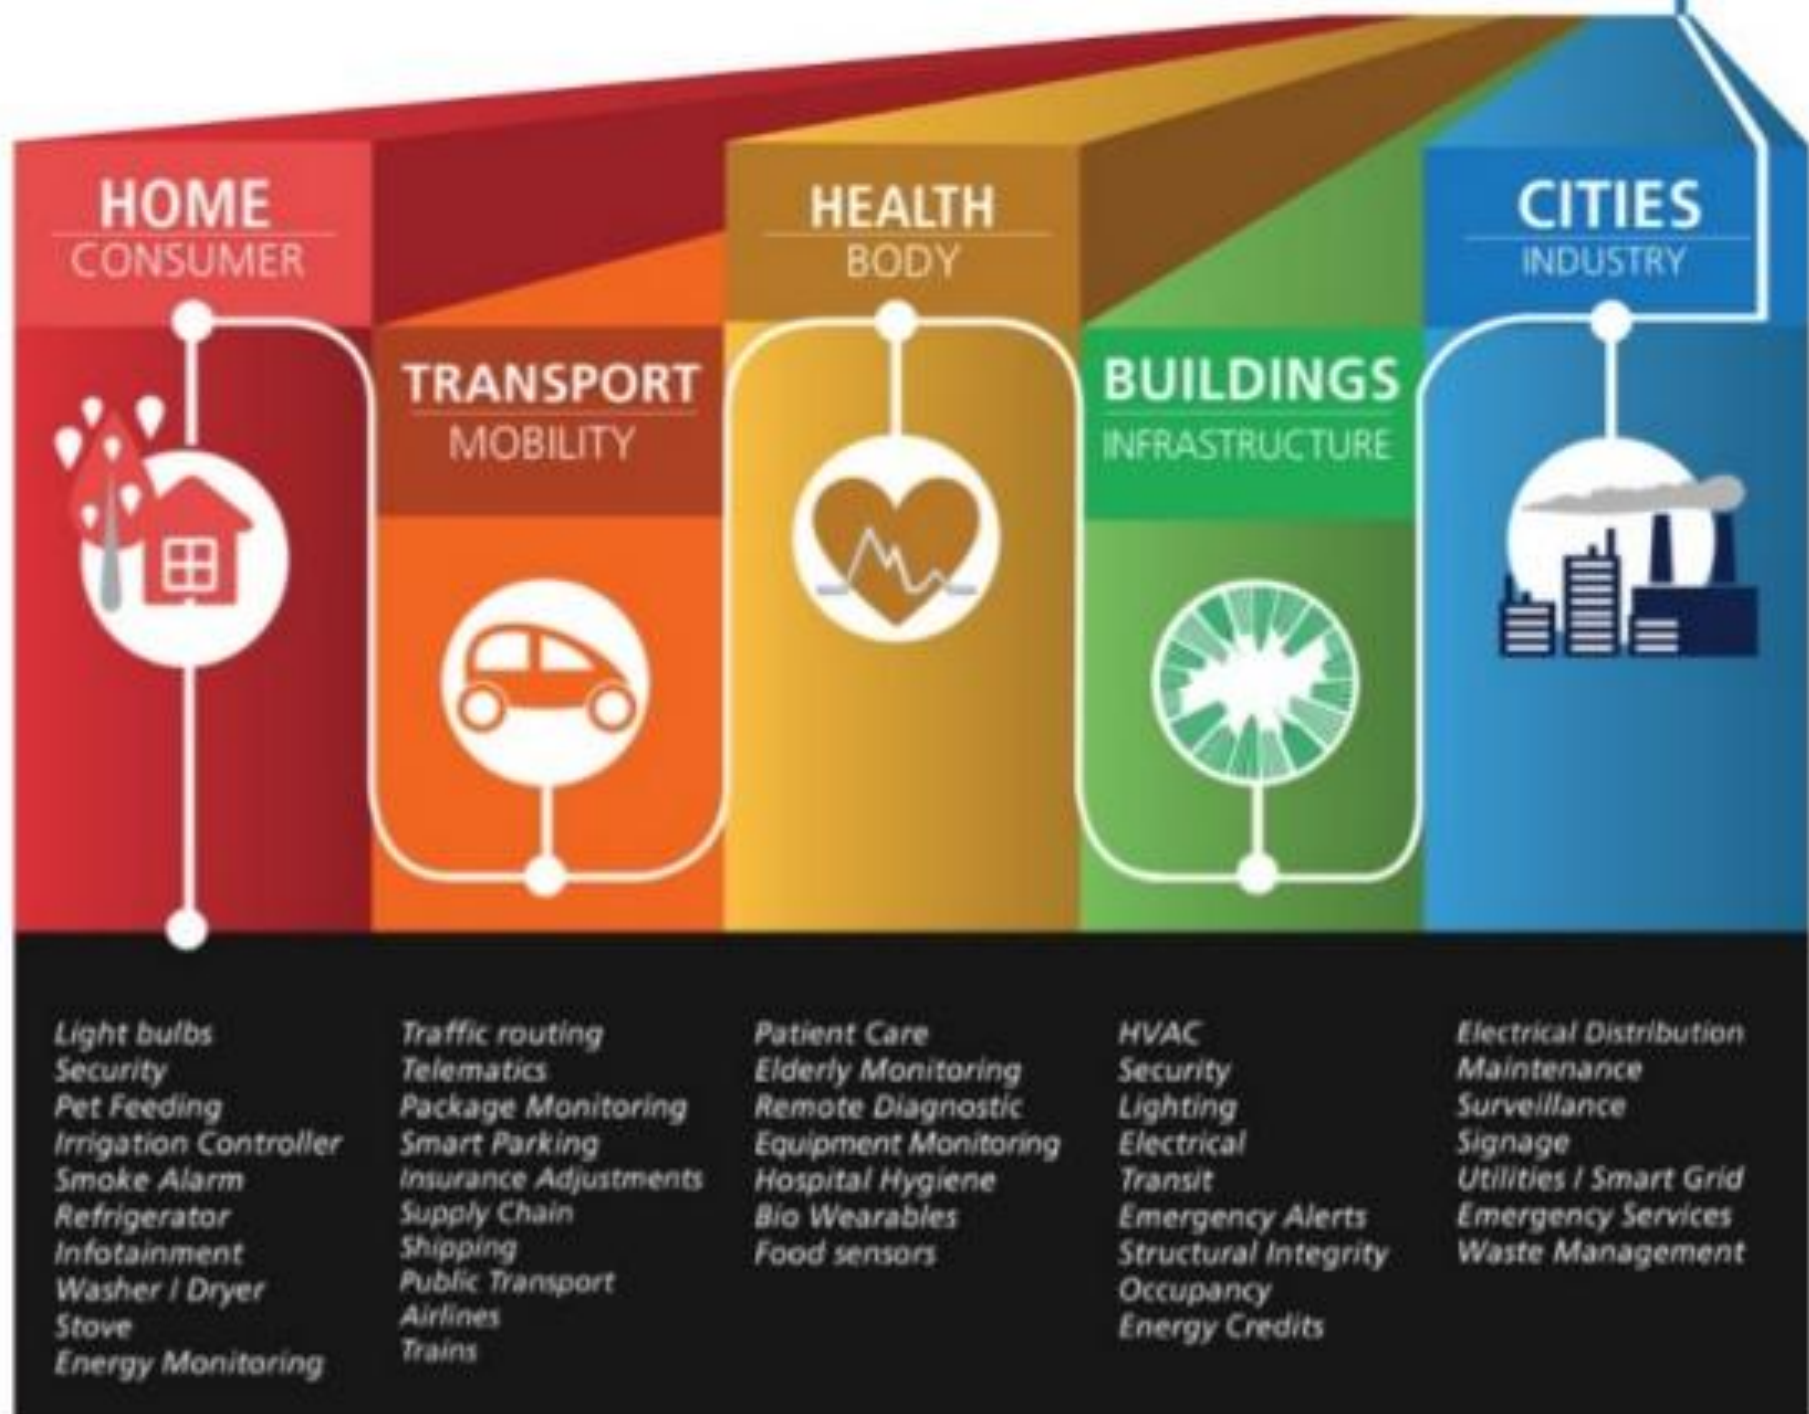 HOME
CONSUMER
TRANSPORT
MOBILITY
HEALTH
BODY
BUILDINGS
INFRASTRUCTURE
CITIES
INDUSTRY
Light bulbs
Security
Pet Feeding
Irrigation Controller
Smoke Alarm
Refrigerator
Infotainment
Washer / Dryer
Stove
Energy Monitoring
Traffic routing
Telematics
Package Monitoring
Smart Parking
Insurance Adjustments
Supply Chain
Shipping
Public Transport
Airlines
Trains
Patient Care
Elderly Monitoring
Remote Diagnostic
Equipment Monitoring
Hospital Hygiene
Bio Wearables
Food sensors
HVAC
Security
Lighting
Electrical
Transit
Emergency Alerts
Structural Integrity
Occupancy
Energy Credits
Electrical Distribution
Maintenance
Surveillance
Signage
Utilities / Smart Grid
Emergency Services
Waste Management